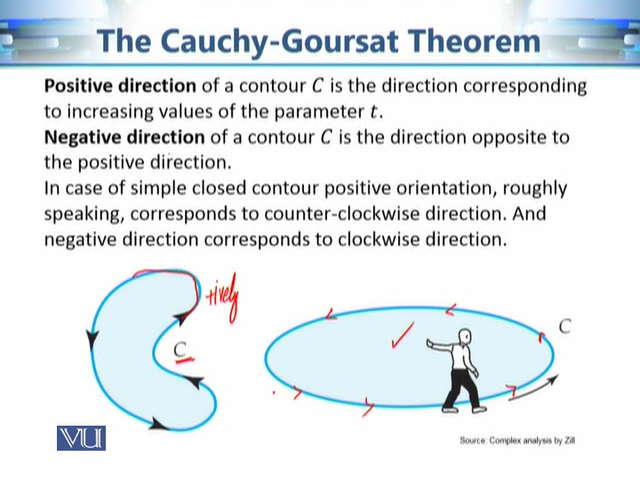 The Cauchy-Goursat Theorem
Positive direction of a contour C is the direction corresponding
to increasing values of the parameter t.
Negative direction of a contour C is the direction opposite to
the positive direction.
In case of simple closed contour positive orientation, roughly
speaking, corresponds to counter-clockwise direction. And
negative direction corresponds to clockwise direction.
+ively
C
C
VU
Source: Complex analysis by Zill